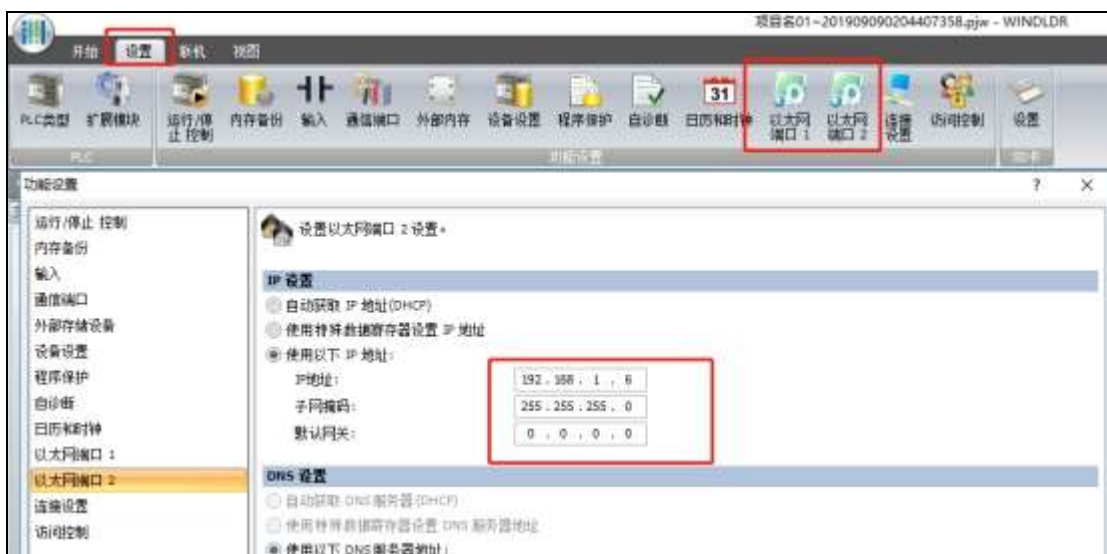 项目名01~201909090204407358.pjw - WINDLDR
开始 设置 联机 视图
PLC类型 扩展模块 运行/停止 控制 内存备份 输入 通信端口 外部内存 设备设置 程序保护 自诊断 日历和时钟 以太网端口 1 以太网端口 2 连接设置 访问控制 设置
PLC 功能设置
功能设置 ? ×
运行/停止 控制
内存备份
输入
通信端口
外部存储设备
设备设置
程序保护
自诊断
日历和时钟
以太网端口 1
以太网端口 2
连接设置
访问控制
设置以太网端口 2 设置。
IP 设置
自动获取 IP 地址(DHCP)
使用特殊数据寄存器设置 IP 地址
使用以下 IP 地址:
IP地址: 192 . 168 . 1 . 6
子网掩码: 255 . 255 . 255 . 0
默认网关: 0 . 0 . 0 . 0
DNS 设置
自动获取 DNS 服务器(DHCP)
使用特殊数据寄存器设置 DNS 服务器地址
使用以下 DNS 服务器地址: